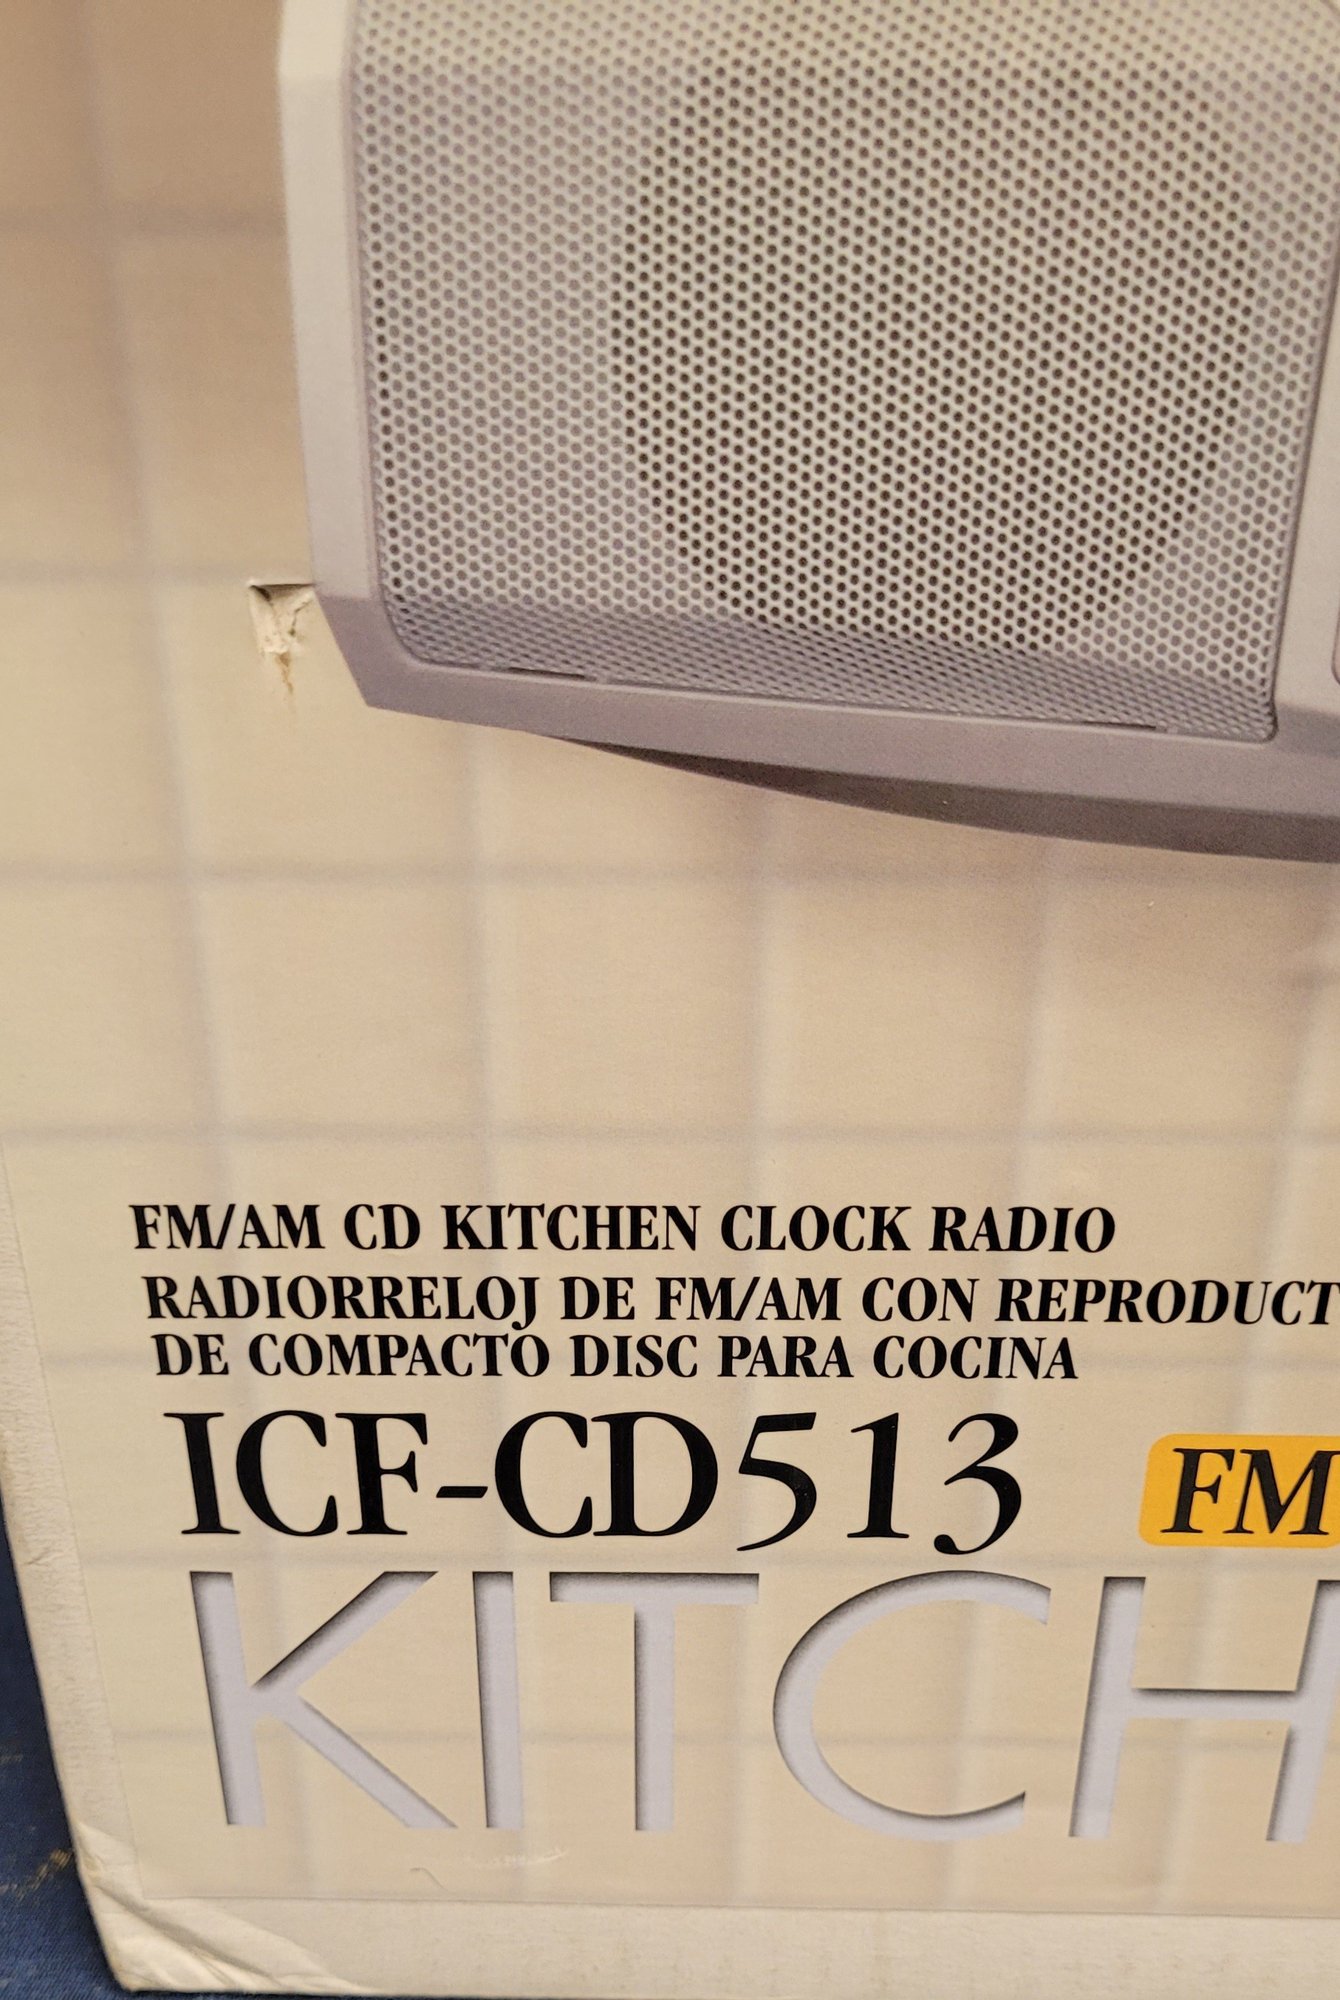 FM/AM CD KITCHEN CLOCK RADIO
RADIORRELOJ DE FM/AM CON REPRODUCT
DE COMPACTO DISC PARA COCINA
ICF-CD513 FM
KITCH